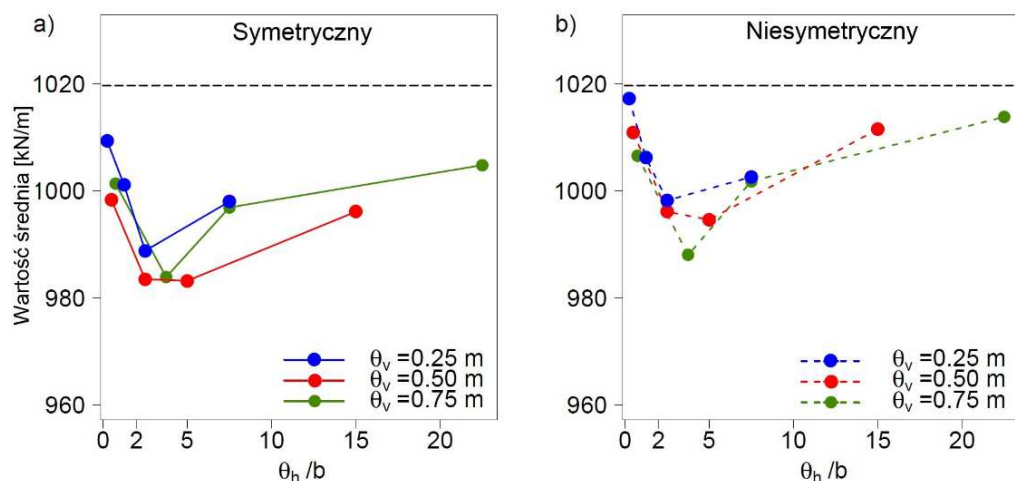 a)
Symetryczny
Wartość średnia [kN/m]
1020
1000
980
960
θv =0.25 m
θv =0.50 m
θv =0.75 m
0 2 5 10 15 20
θh /b
b)
Niesymetryczny
1020
1000
980
960
θv =0.25 m
θv =0.50 m
θv =0.75 m
0 2 5 10 15 20
θh /b